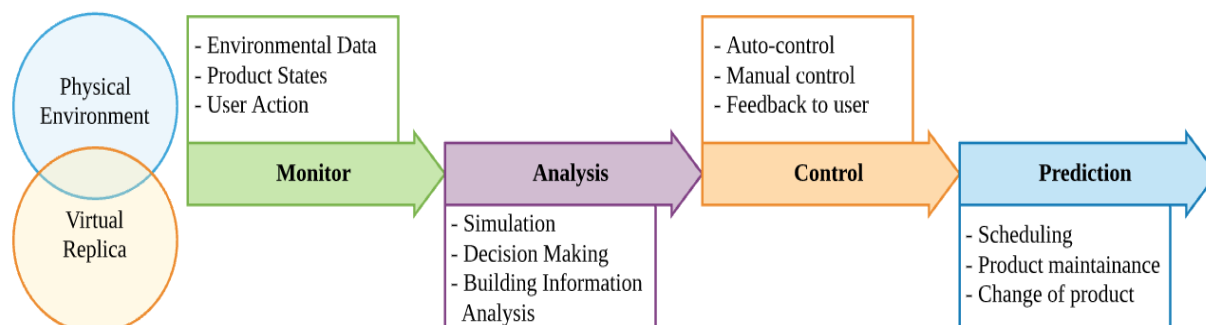 Physical
Environment
Virtual
Replica
- Environmental Data
- Product States
- User Action
Monitor
Analysis
- Simulation
- Decision Making
- Building Information
Analysis
- Auto-control
- Manual control
- Feedback to user
Control
Prediction
- Scheduling
- Product maintainance
- Change of product